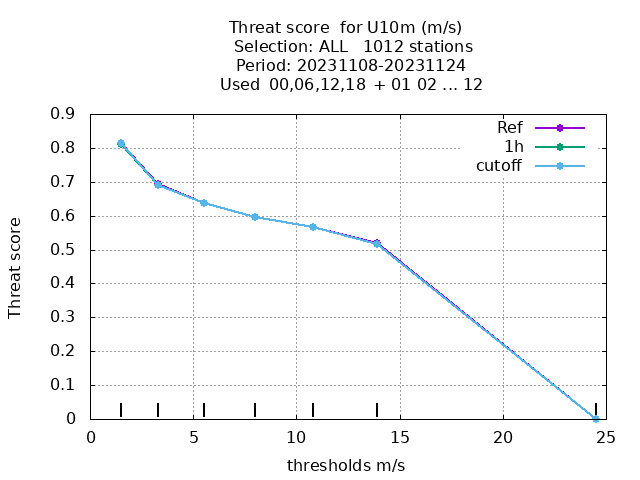 Threat score  for U10m (m/s)
Selection: ALL   1012 stations
Period: 20231108-20231124
Used  00,06,12,18  + 01 02 ... 12
Ref
1h
cutoff
Threat score
0.9
0.8
0.7
0.6
0.5
0.4
0.3
0.2
0.1
0
0 5 10 15 20 25
thresholds m/s